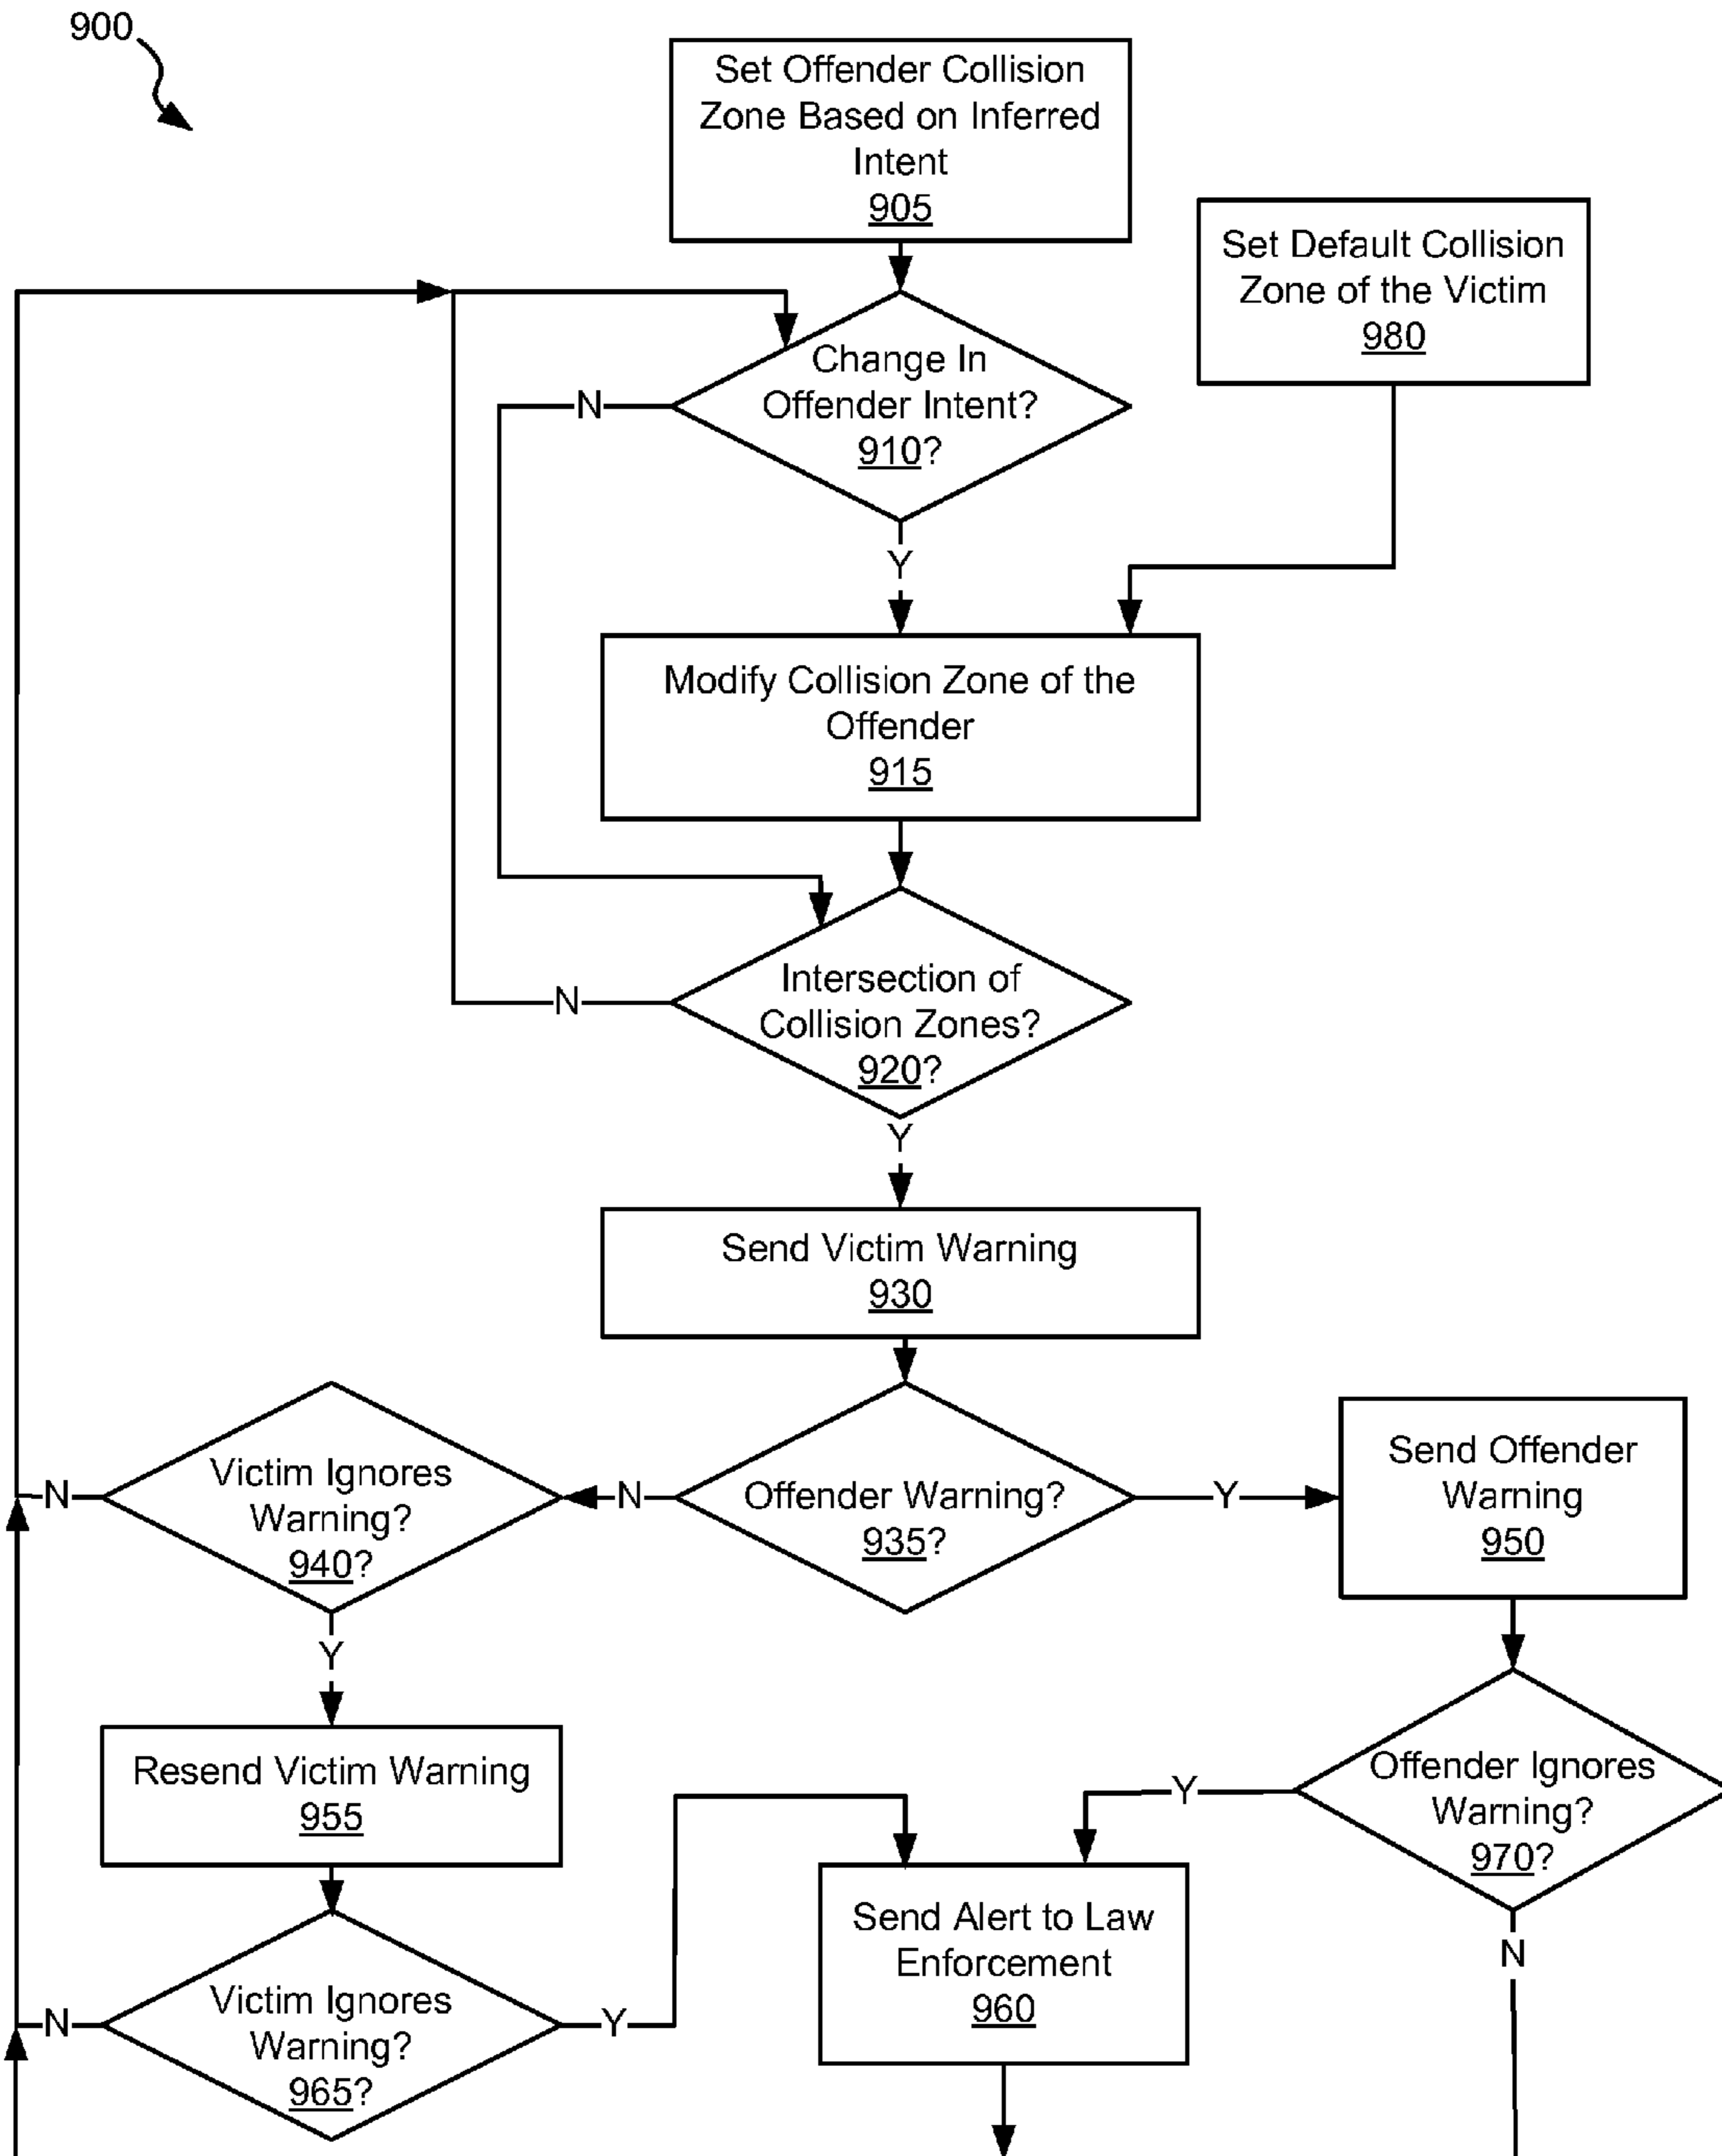 900
Set Offender Collision
Zone Based on Inferred
Intent
905
Set Default Collision
Zone of the Victim
980
Change In
Offender Intent?
910?
N
Y
Modify Collision Zone of the
Offender
915
Intersection of
Collision Zones?
920?
N
Y
Send Victim Warning
930
Offender Warning?
935?
N
Y
Victim Ignores
Warning?
940?
N
Y
Send Offender
Warning
950
Resend Victim Warning
955
Offender Ignores
Warning?
970?
Y
N
Victim Ignores
Warning?
965?
N
Y
Send Alert to Law
Enforcement
960